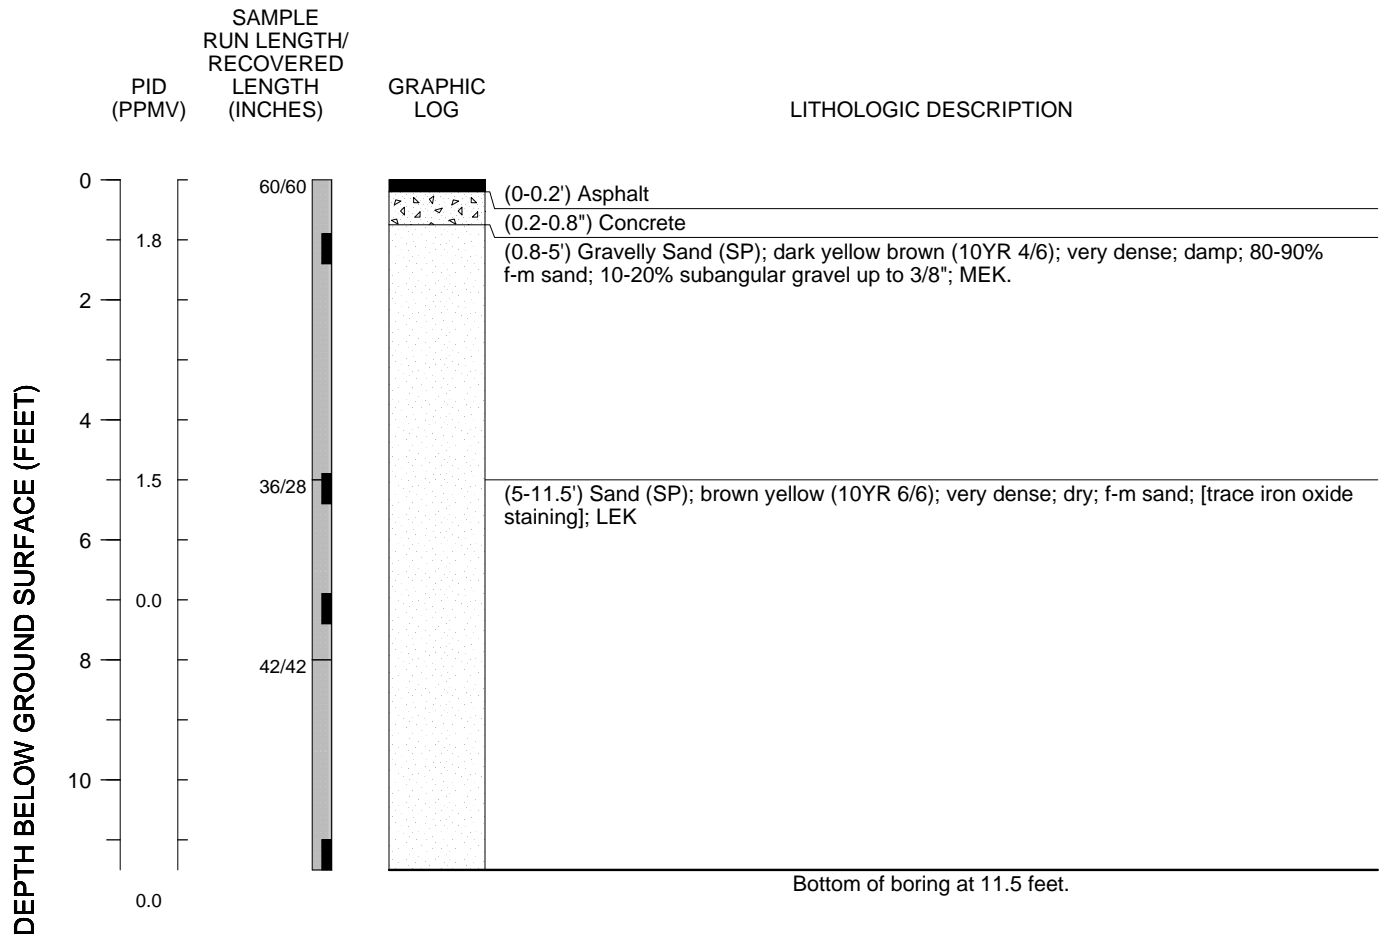 SAMPLE
RUN LENGTH/
RECOVERED
LENGTH
(INCHES)
PID
(PPMV)
GRAPHIC
LOG
LITHOLOGIC DESCRIPTION
DEPTH BELOW GROUND SURFACE (FEET)
0
60/60
(0-0.2') Asphalt
(0.2-0.8") Concrete
1.8
(0.8-5') Gravelly Sand (SP); dark yellow brown (10YR 4/6); very dense; damp; 80-90%
f-m sand; 10-20% subangular gravel up to 3/8"; MEK.
2
4
1.5
36/28
(5-11.5') Sand (SP); brown yellow (10YR 6/6); very dense; dry; f-m sand; [trace iron oxide
staining]; LEK
6
0.0
8
42/42
10
Bottom of boring at 11.5 feet.
0.0